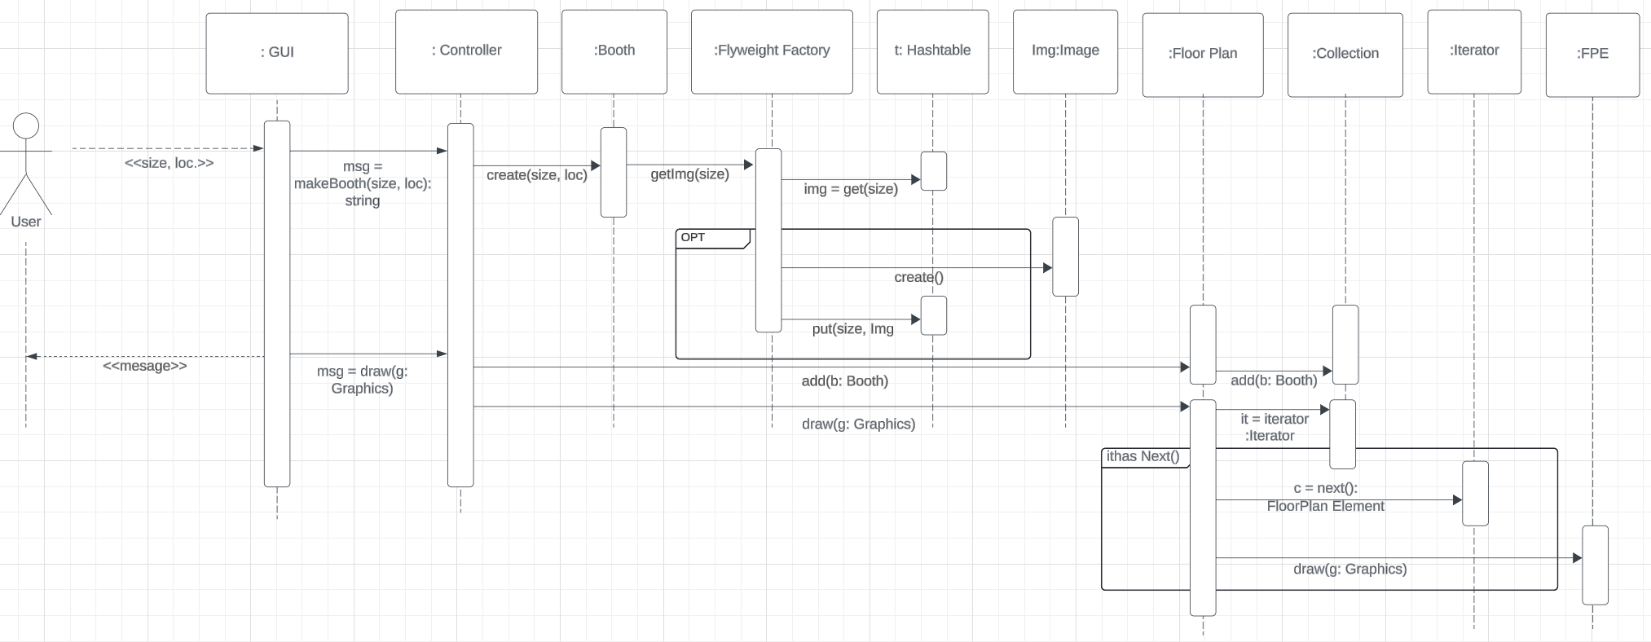 : GUI
: Controller
:Booth
:Flyweight Factory
t: Hashtable
Img:Image
:Floor Plan
:Collection
:Iterator
:FPE
User
<<size, loc.>>
msg =
makeBooth(size, loc):
string
create(size, loc)
getImg(size)
img = get(size)
OPT
create()
put(size, Img
<<mesage>>
msg = draw(g:
Graphics)
add(b: Booth)
add(b: Booth)
draw(g: Graphics)
it = iterator
:Iterator
ithas Next()
c = next():
FloorPlan Element
draw(g: Graphics)